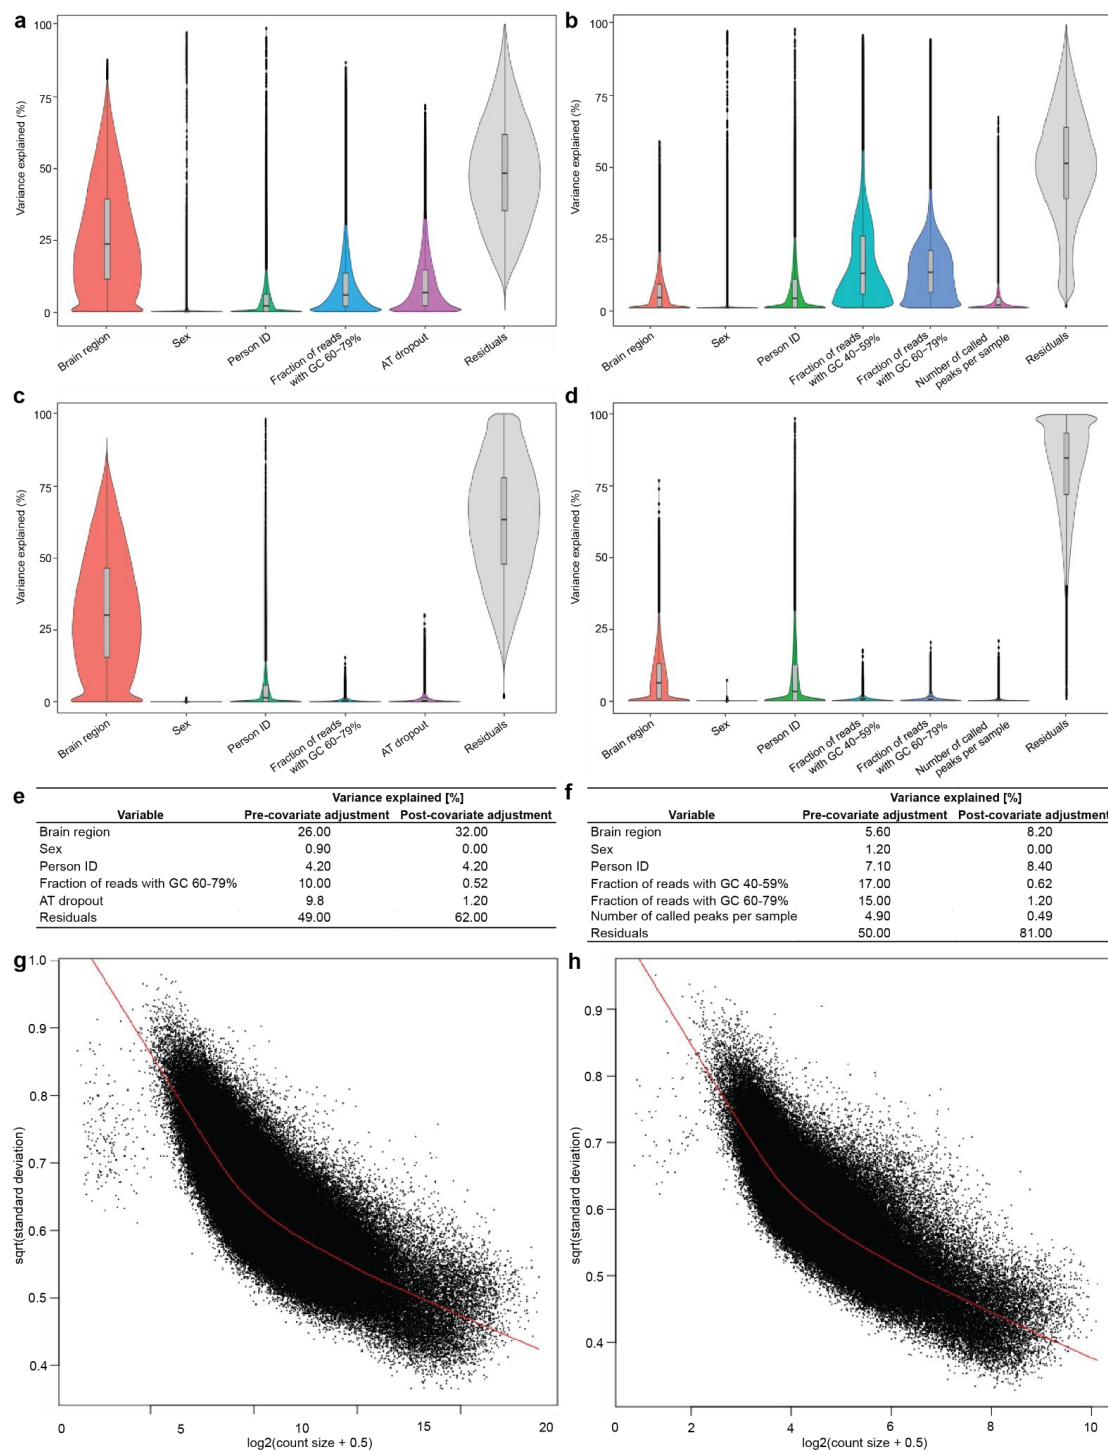 a
100
75
50
25
0
Variance explained (%)
Brain region
Sex
Person ID
Fraction of reads
with GC 60–79%
AT dropout
Residuals
b
100
75
50
25
0
Variance explained (%)
Brain region
Sex
Person ID
Fraction of reads
with GC 40–59%
Fraction of reads
with GC 60–79%
Number of called
peaks per sample
Residuals
c
100
75
50
25
0
Variance explained (%)
Brain region
Sex
Person ID
Fraction of reads
with GC 60–79%
AT dropout
Residuals
d
100
75
50
25
0
Variance explained (%)
Brain region
Sex
Person ID
Fraction of reads
with GC 40–59%
Fraction of reads
with GC 60–79%
Number of called
peaks per sample
Residuals
e
Variance explained [%]
Variable Pre-covariate adjustment Post-covariate adjustment
Brain region 26.00 32.00
Sex 0.90 0.00
Person ID 4.20 4.20
Fraction of reads with GC 60-79% 10.00 0.52
AT dropout 9.8 1.20
Residuals 49.00 62.00
f
Variance explained [%]
Variable Pre-covariate adjustment Post-covariate adjustment
Brain region 5.60 8.20
Sex 1.20 0.00
Person ID 7.10 8.40
Fraction of reads with GC 40-59% 17.00 0.62
Fraction of reads with GC 60-79% 15.00 1.20
Number of called peaks per sample 4.90 0.49
Residuals 50.00 81.00
g
1.0
0.9
0.8
0.7
0.6
0.5
0.4
sqrt(standard deviation)
0 5 10 15 20
log2(count size + 0.5)
h
0.9
0.8
0.7
0.6
0.5
0.4
sqrt(standard deviation)
0 2 4 6 8 10
log2(count size + 0.5)